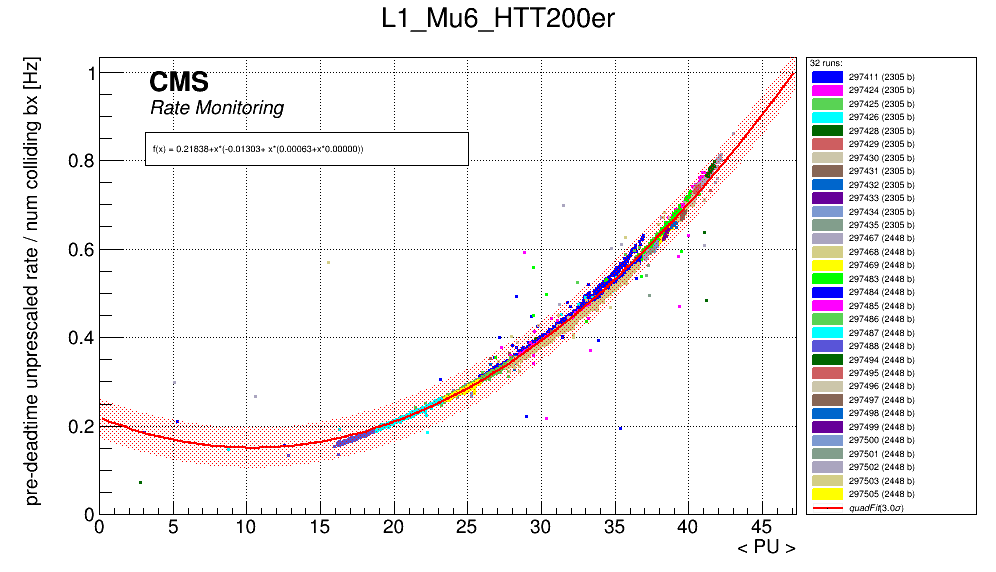 L1_Mu6_HTT200er
pre-deadtime unprescaled rate / num colliding bx [Hz]
CMS
Rate Monitoring
f(x) = 0.21838+x*(-0.01303+ x*(0.00063+x*0.00000))
1
0.8
0.6
0.4
0.2
0
0 5 10 15 20 25 30 35 40 45
< PU >
32 runs:
297411 (2305 b)
297424 (2305 b)
297425 (2305 b)
297426 (2305 b)
297428 (2305 b)
297429 (2305 b)
297430 (2305 b)
297431 (2305 b)
297432 (2305 b)
297433 (2305 b)
297434 (2305 b)
297435 (2305 b)
297467 (2448 b)
297468 (2448 b)
297469 (2448 b)
297483 (2448 b)
297484 (2448 b)
297485 (2448 b)
297486 (2448 b)
297487 (2448 b)
297488 (2448 b)
297494 (2448 b)
297495 (2448 b)
297496 (2448 b)
297497 (2448 b)
297498 (2448 b)
297499 (2448 b)
297500 (2448 b)
297501 (2448 b)
297502 (2448 b)
297503 (2448 b)
297505 (2448 b)
quadFit(3.0σ)